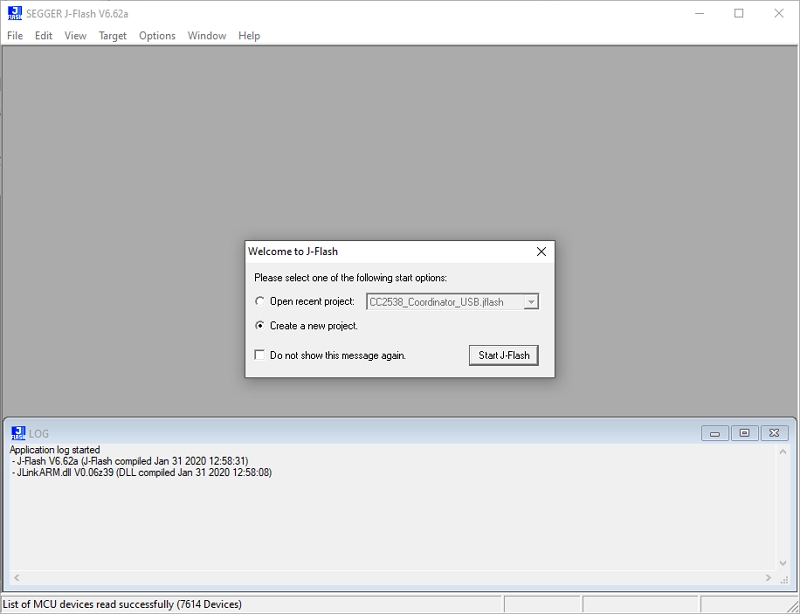 SEGGER J-Flash V6.62a
File Edit View Target Options Window Help
Welcome to J-Flash
Please select one of the following start options:
Open recent project: CC2538_Coordinator_USB.jflash
Create a new project.
Do not show this message again. Start J-Flash
LOG
Application log started
- J-Flash V6.62a (J-Flash compiled Jan 31 2020 12:58:31)
- JLinkARM.dll V0.06z39 (DLL compiled Jan 31 2020 12:58:08)
List of MCU devices read successfully (7614 Devices)